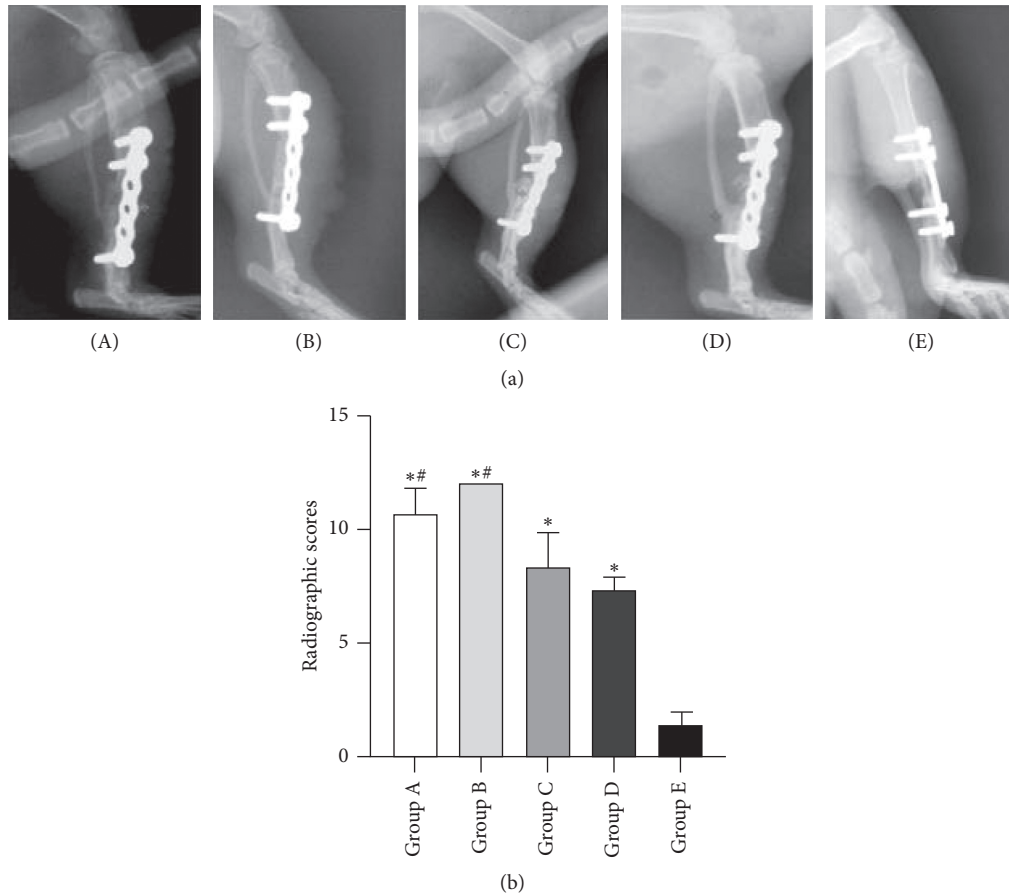 (A)
(B)
(C)
(D)
(E)
(a)
15
10
5
0
Radiographic scores
*#
*#
*
*
Group A
Group B
Group C
Group D
Group E
(b)